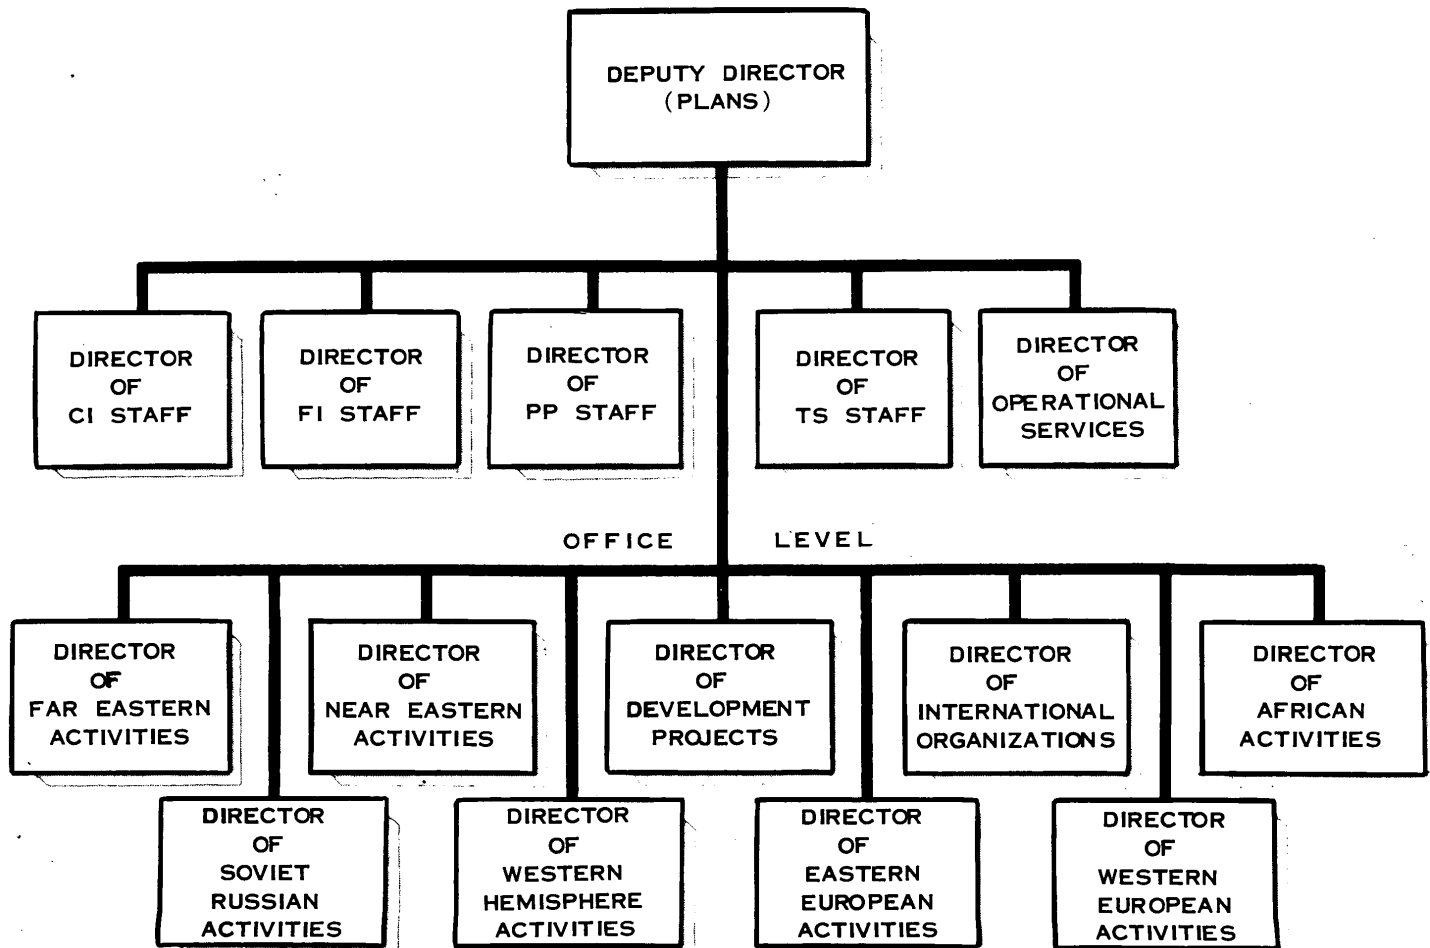 DEPUTY DIRECTOR
(PLANS)
DIRECTOR
OF
CI STAFF
DIRECTOR
OF
FI STAFF
DIRECTOR
OF
PP STAFF
DIRECTOR
OF
TS STAFF
DIRECTOR
OF
OPERATIONAL
SERVICES
OFFICE LEVEL
DIRECTOR
OF
FAR EASTERN
ACTIVITIES
DIRECTOR
OF
NEAR EASTERN
ACTIVITIES
DIRECTOR
OF
DEVELOPMENT
PROJECTS
DIRECTOR
OF
INTERNATIONAL
ORGANIZATIONS
DIRECTOR
OF
AFRICAN
ACTIVITIES
DIRECTOR
OF
SOVIET
RUSSIAN
ACTIVITIES
DIRECTOR
OF
WESTERN
HEMISPHERE
ACTIVITIES
DIRECTOR
OF
EASTERN
EUROPEAN
ACTIVITIES
DIRECTOR
OF
WESTERN
EUROPEAN
ACTIVITIES